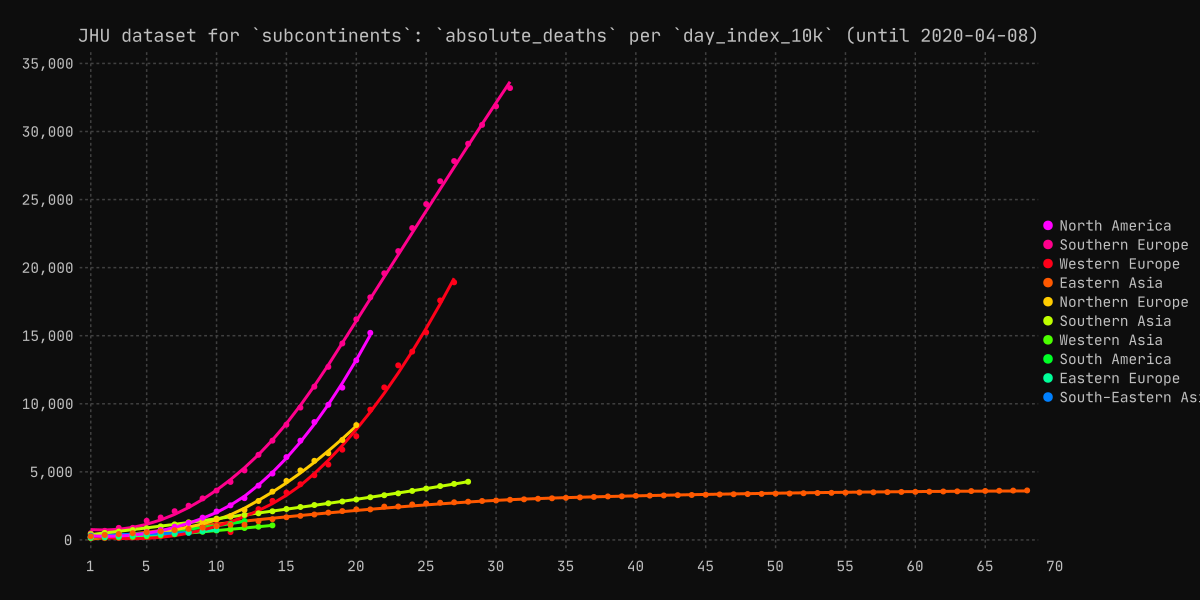 JHU dataset for `subcontinents`: `absolute_deaths` per `day_index_10k` (until 2020-04-08)
35,000
30,000
25,000
20,000
15,000
10,000
5,000
0
1 5 10 15 20 25 30 35 40 45 50 55 60 65 70
North America
Southern Europe
Western Europe
Eastern Asia
Northern Europe
Southern Asia
Western Asia
South America
Eastern Europe
South-Eastern Asi